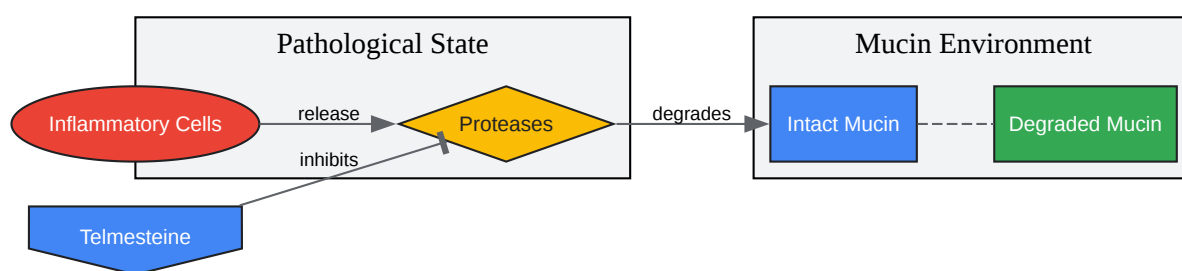 Pathological State
Mucin Environment
Inflammatory Cells
release
Proteases
degrades
Intact Mucin
Degraded Mucin
inhibits
Telmesteine